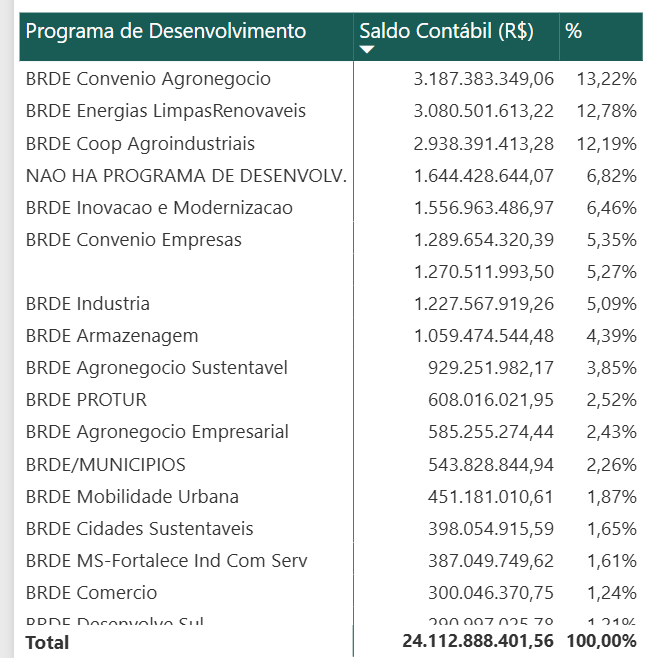 Programa de Desenvolvimento Saldo Contábil (R$) %
BRDE Convenio Agronegocio 3.187.383.349,06 13,22%
BRDE Energias LimpasRenovaveis 3.080.501.613,22 12,78%
BRDE Coop Agroindustriais 2.938.391.413,28 12,19%
NAO HA PROGRAMA DE DESENVOLV. 1.644.428.644,07 6,82%
BRDE Inovacao e Modernizacao 1.556.963.486,97 6,46%
BRDE Convenio Empresas 1.289.654.320,39 5,35%
1.270.511.993,50 5,27%
BRDE Industria 1.227.567.919,26 5,09%
BRDE Armazenagem 1.059.474.544,48 4,39%
BRDE Agronegocio Sustentavel 929.251.982,17 3,85%
BRDE PROTUR 608.016.021,95 2,52%
BRDE Agronegocio Empresarial 585.255.274,44 2,43%
BRDE/MUNICIPIOS 543.828.844,94 2,26%
BRDE Mobilidade Urbana 451.181.010,61 1,87%
BRDE Cidades Sustentaveis 398.054.915,59 1,65%
BRDE MS-Fortalece Ind Com Serv 387.049.749,62 1,61%
BRDE Comercio 300.046.370,75 1,24%
BRDE Desenvolve Sul 290.997.025,78 1,21%
Total 24.112.888.401,56 100,00%